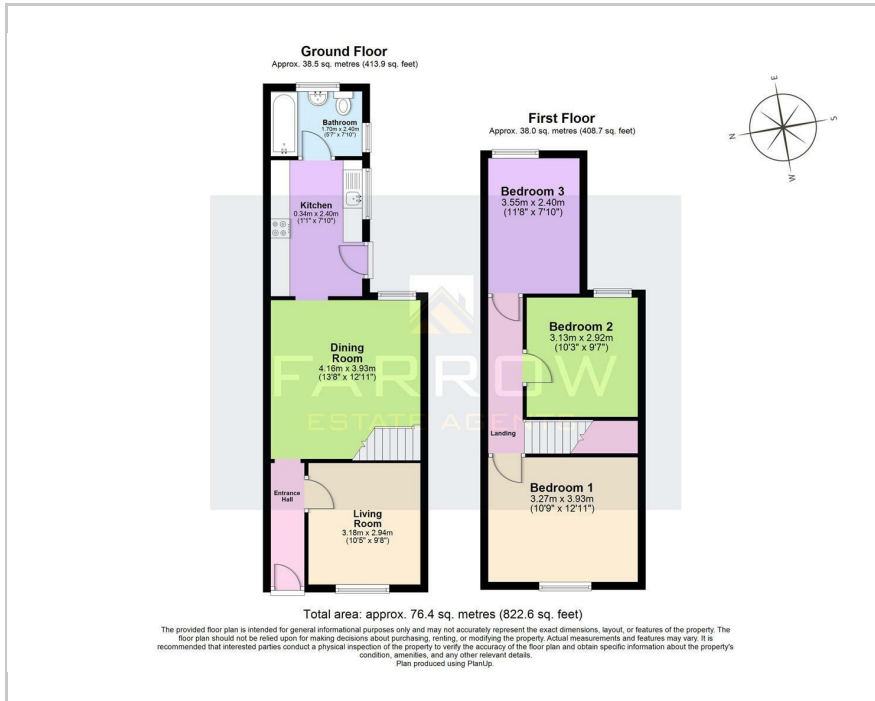 Ground Floor
Approx. 38.5 sq. metres (413.9 sq. feet)
Bathroom
1.70m x 2.40m
(5'7" x 7'10")
Kitchen
0.34m x 2.40m
(1'1" x 7'10")
Dining
Room
4.16m x 3.93m
(13'8" x 12'11")
Entrance
Hall
Living
Room
3.18m x 2.94m
(10'5" x 9'8")
First Floor
Approx. 38.0 sq. metres (408.7 sq. feet)
Bedroom 3
3.55m x 2.40m
(11'8" x 7'10")
Bedroom 2
3.13m x 2.92m
(10'3" x 9'7")
Landing
Bedroom 1
3.27m x 3.93m
(10'9" x 12'11")
E
N
S
W
FARROW
ESTATE AGENTS
Total area: approx. 76.4 sq. metres (822.6 sq. feet)
The provided floor plan is intended for general informational purposes only and may not accurately represent the exact dimensions, layout, or features of the property. The
floor plan should not be relied upon for making decisions about purchasing, renting, or modifying the property. Actual measurements and features may vary. It is
recommended that interested parties conduct a physical inspection of the property to verify the accuracy of the floor plan and obtain specific information about the property's
condition, amenities, and any other relevant details.
Plan produced using PlanUp.